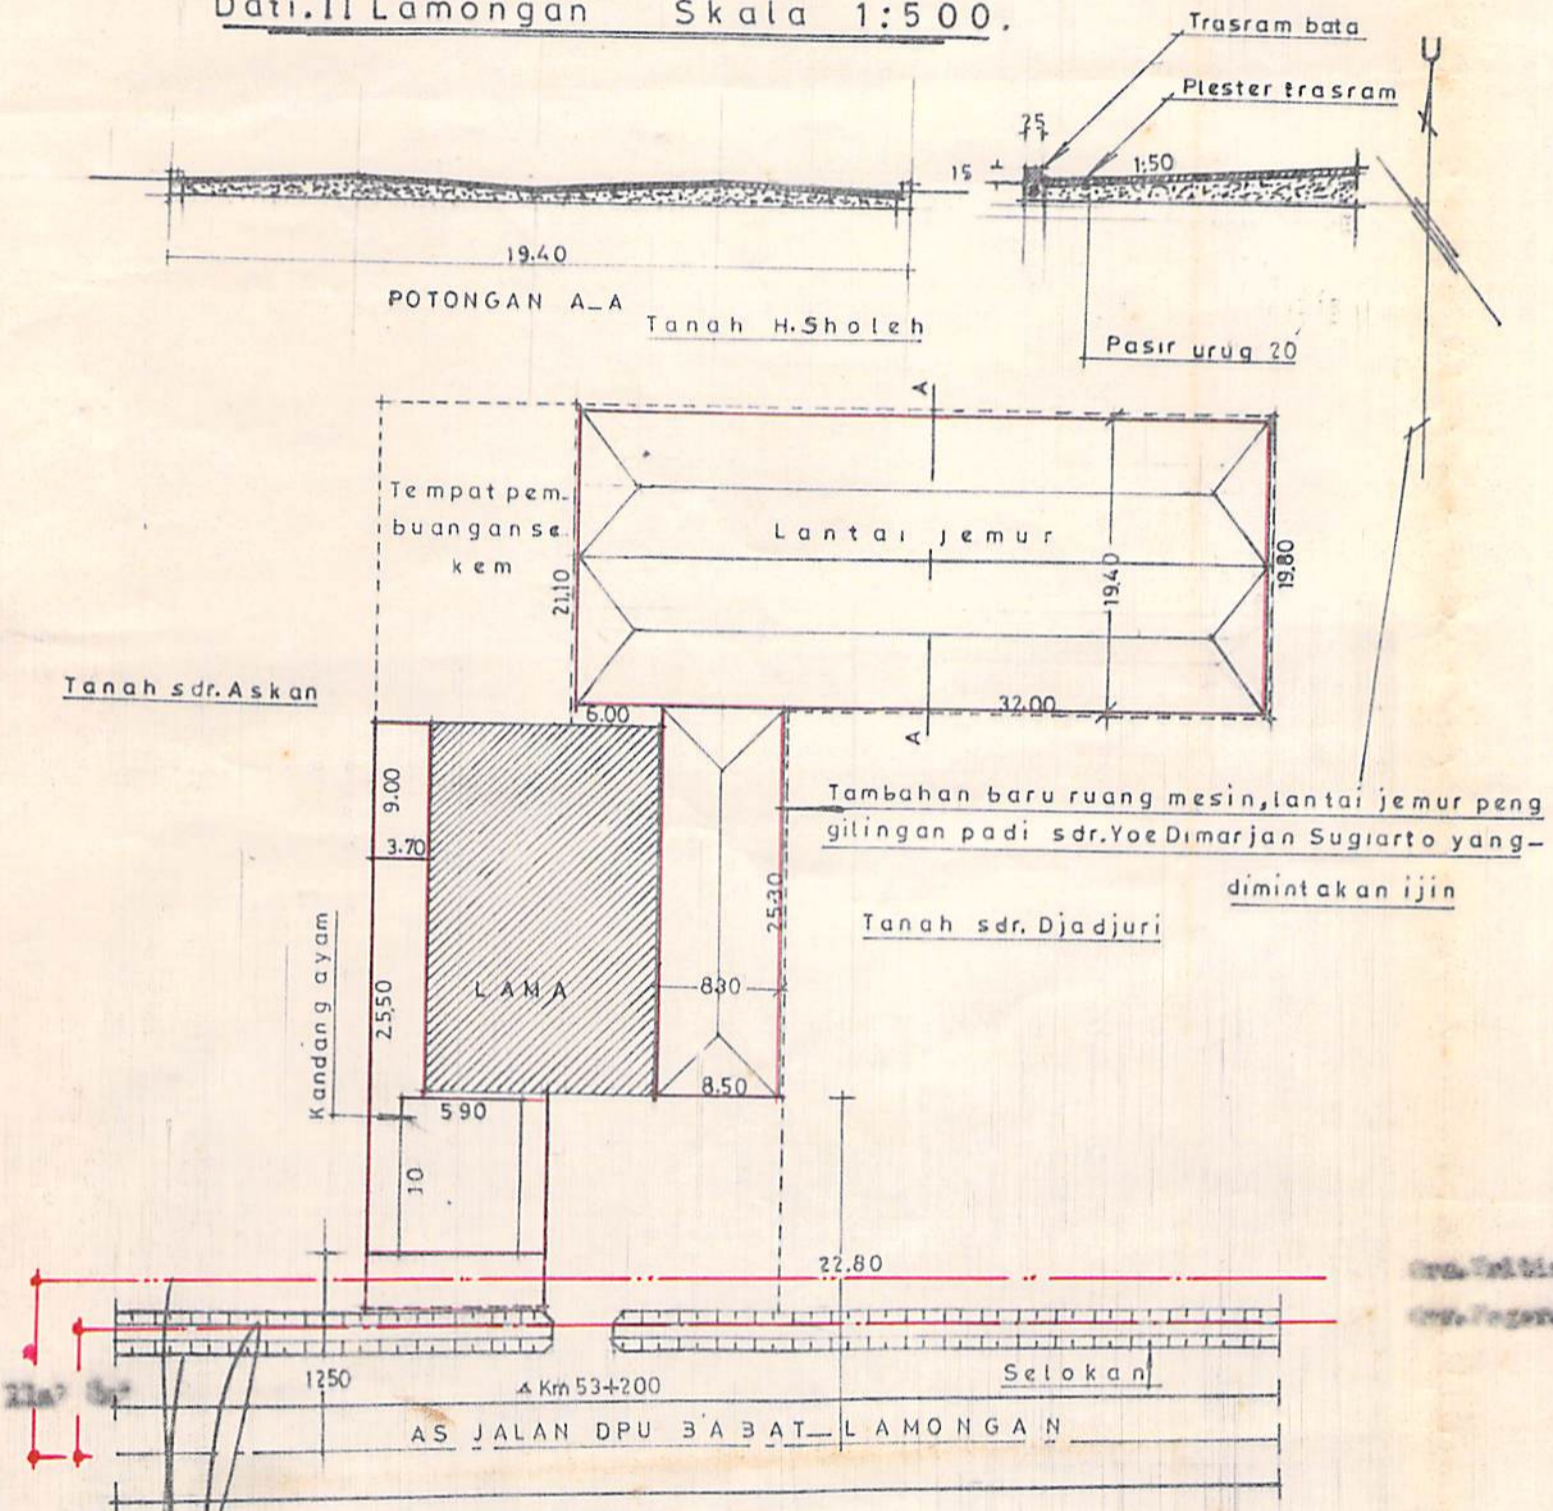 Dati.II Lamongan Skala 1:500.
Trasram bata
U
Plester trasram
25
15
1:50
19.40
POTONGAN A_A
Tanah H.Sholeh
Pasir urug 20
A
Tempat pem-
buangan se
kem
Lantai jemur
21.10
19.40
19.80
Tanah sdr.Askan
6.00
32.00
A
9.00
Tambahan baru ruang mesin,lantai jemur peng
gilingan padi sdr.Yoe Dimarjan Sugiarto yang-
dimintakan ijin
3.70
25.30
Tanah sdr. Djadjuri
Kandang ayam
25,50
LAMA
830
8.50
590
10
22.80
1250
Km 53+200
Selokan
AS JALAN DPU BABAT_LAMONGAN